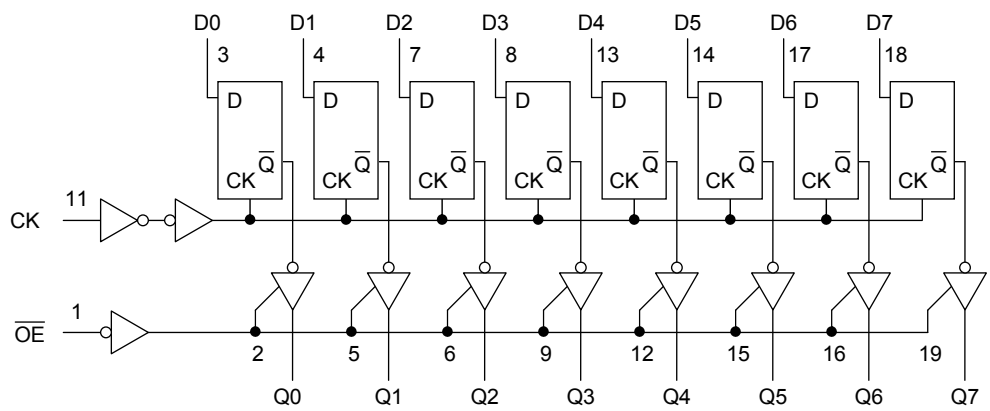 D0 D1 D2 D3 D4 D5 D6 D7
3 4 7 8 13 14 17 18
D D D D D D D D
Q̅ Q̅ Q̅ Q̅ Q̅ Q̅ Q̅ Q̅
CK CK CK CK CK CK CK CK
11
CK
1
O̅E̅
2 5 6 9 12 15 16 19
Q0 Q1 Q2 Q3 Q4 Q5 Q6 Q7